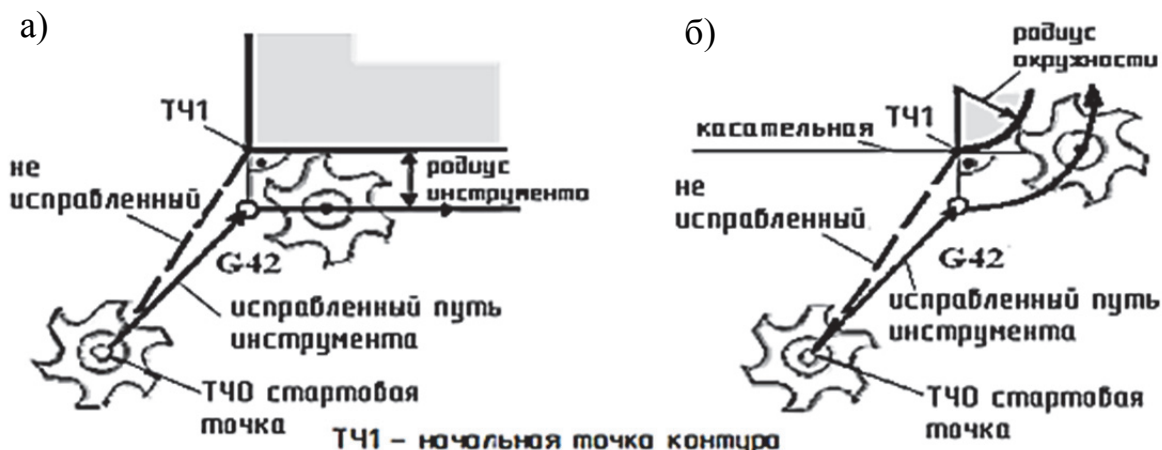 а)
ТЧ1
не
исправленный
радиус
инструмента
G42
исправленный путь
инструмента
ТЧ0 стартовая
точка
б)
радиус
окружности
касательная
ТЧ1
не
исправленный
G42
исправленный путь
инструмента
ТЧ0 стартовая
точка
ТЧ1 – начальная точка контура